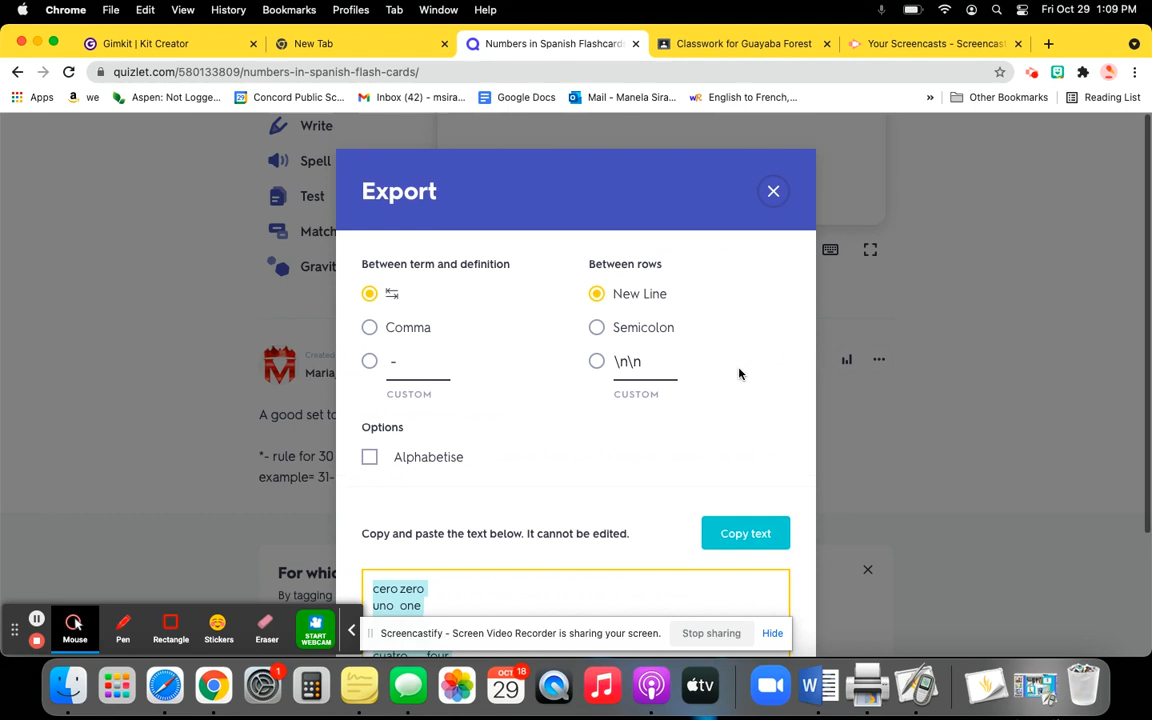 Chrome File Edit View History Bookmarks Profiles Tab Window Help Fri Oct 29 1:09 PM
Gimkit | Kit Creator New Tab Numbers in Spanish Flashcards Classwork for Guayaba Forest Your Screencasts - Screencast
quizlet.com/580133809/numbers-in-spanish-flash-cards/
Apps we Aspen: Not Logge... Concord Public Sc... Inbox (42) - msira... Google Docs Mail - Manela Sira... English to French,... » Other Bookmarks Reading List
Write
Spell
Test
Match
Gravit
Export
Between term and definition Between rows
New Line
Comma Semicolon
- \n\n
CUSTOM CUSTOM
Created
Maria
A good set to
*- rule for 30
example= 31-
Options
Alphabetise
Copy and paste the text below. It cannot be edited. Copy text
cero zero
uno one
cuatro four
For which
By tagging
Mouse Pen Rectangle Stickers Eraser START WEBCAM
Screencastify - Screen Video Recorder is sharing your screen. Stop sharing Hide
1
OCT 18
29
tv
W